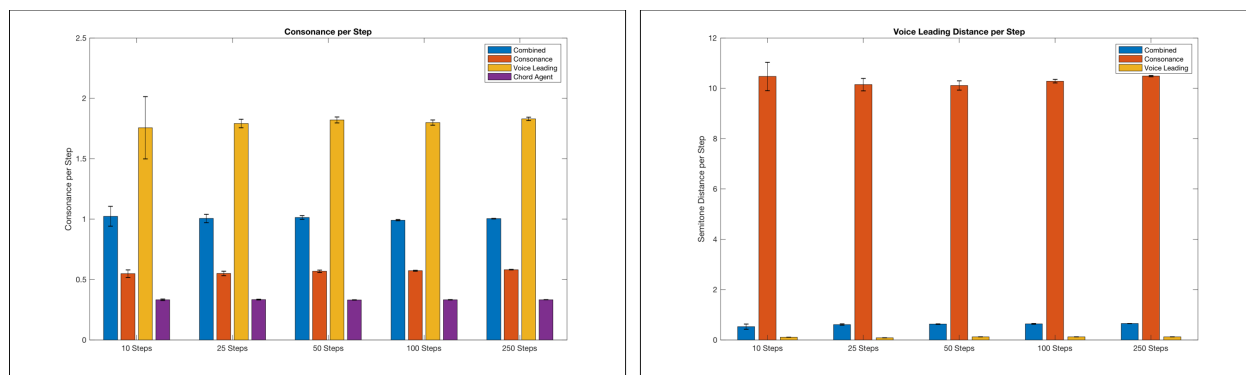 Consonance per Step
2.5
2
1.5
1
0.5
0
Consonance per Step
Combined
Consonance
Voice Leading
Chord Agent
10 Steps
25 Steps
50 Steps
100 Steps
250 Steps
Voice Leading Distance per Step
12
10
8
6
4
2
0
Semitone Distance per Step
Combined
Consonance
Voice Leading
10 Steps
25 Steps
50 Steps
100 Steps
250 Steps